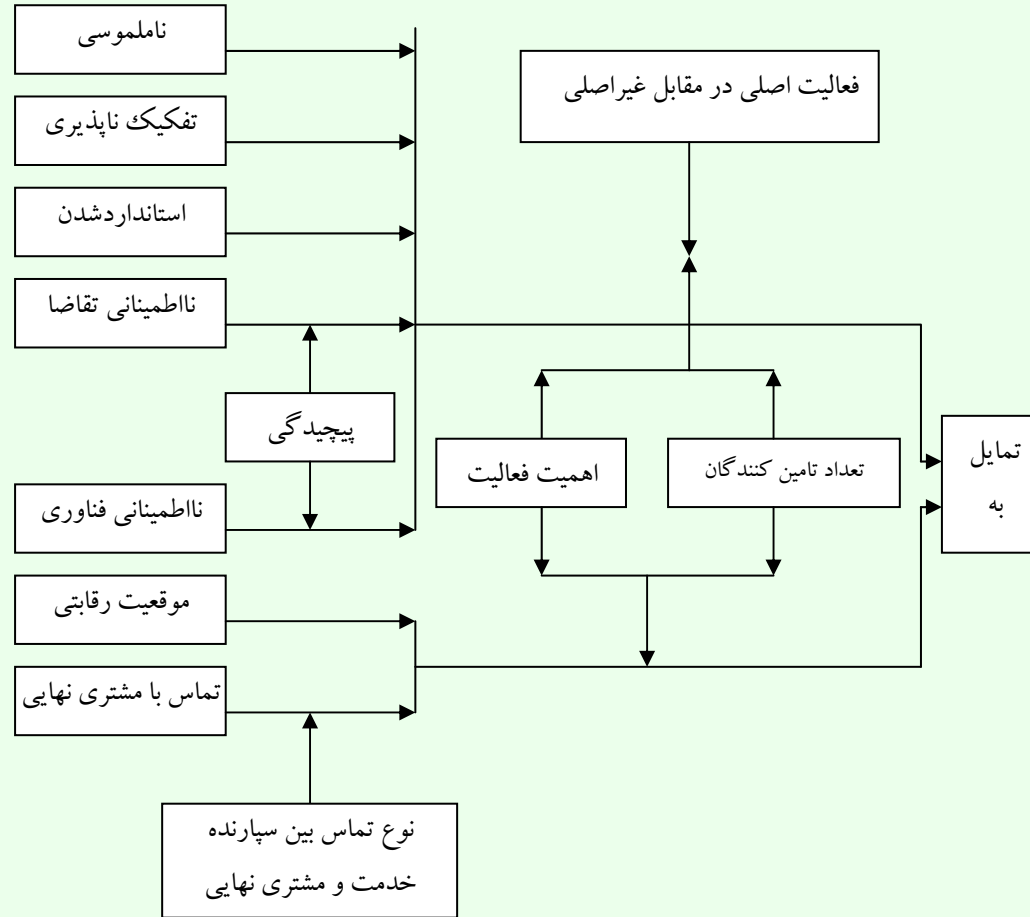 ناملموسی
تفکیک ناپذیری
استانداردشدن
نااطمینانی تقاضا
پیچیدگی
نااطمینانی فناوری
موقعیت رقابتی
تماس با مشتری نهایی
نوع تماس بین سپارنده
خدمت و مشتری نهایی
فعالیت اصلی در مقابل غیراصلی
اهمیت فعالیت
تعداد تامین کنندگان
تمایل
به